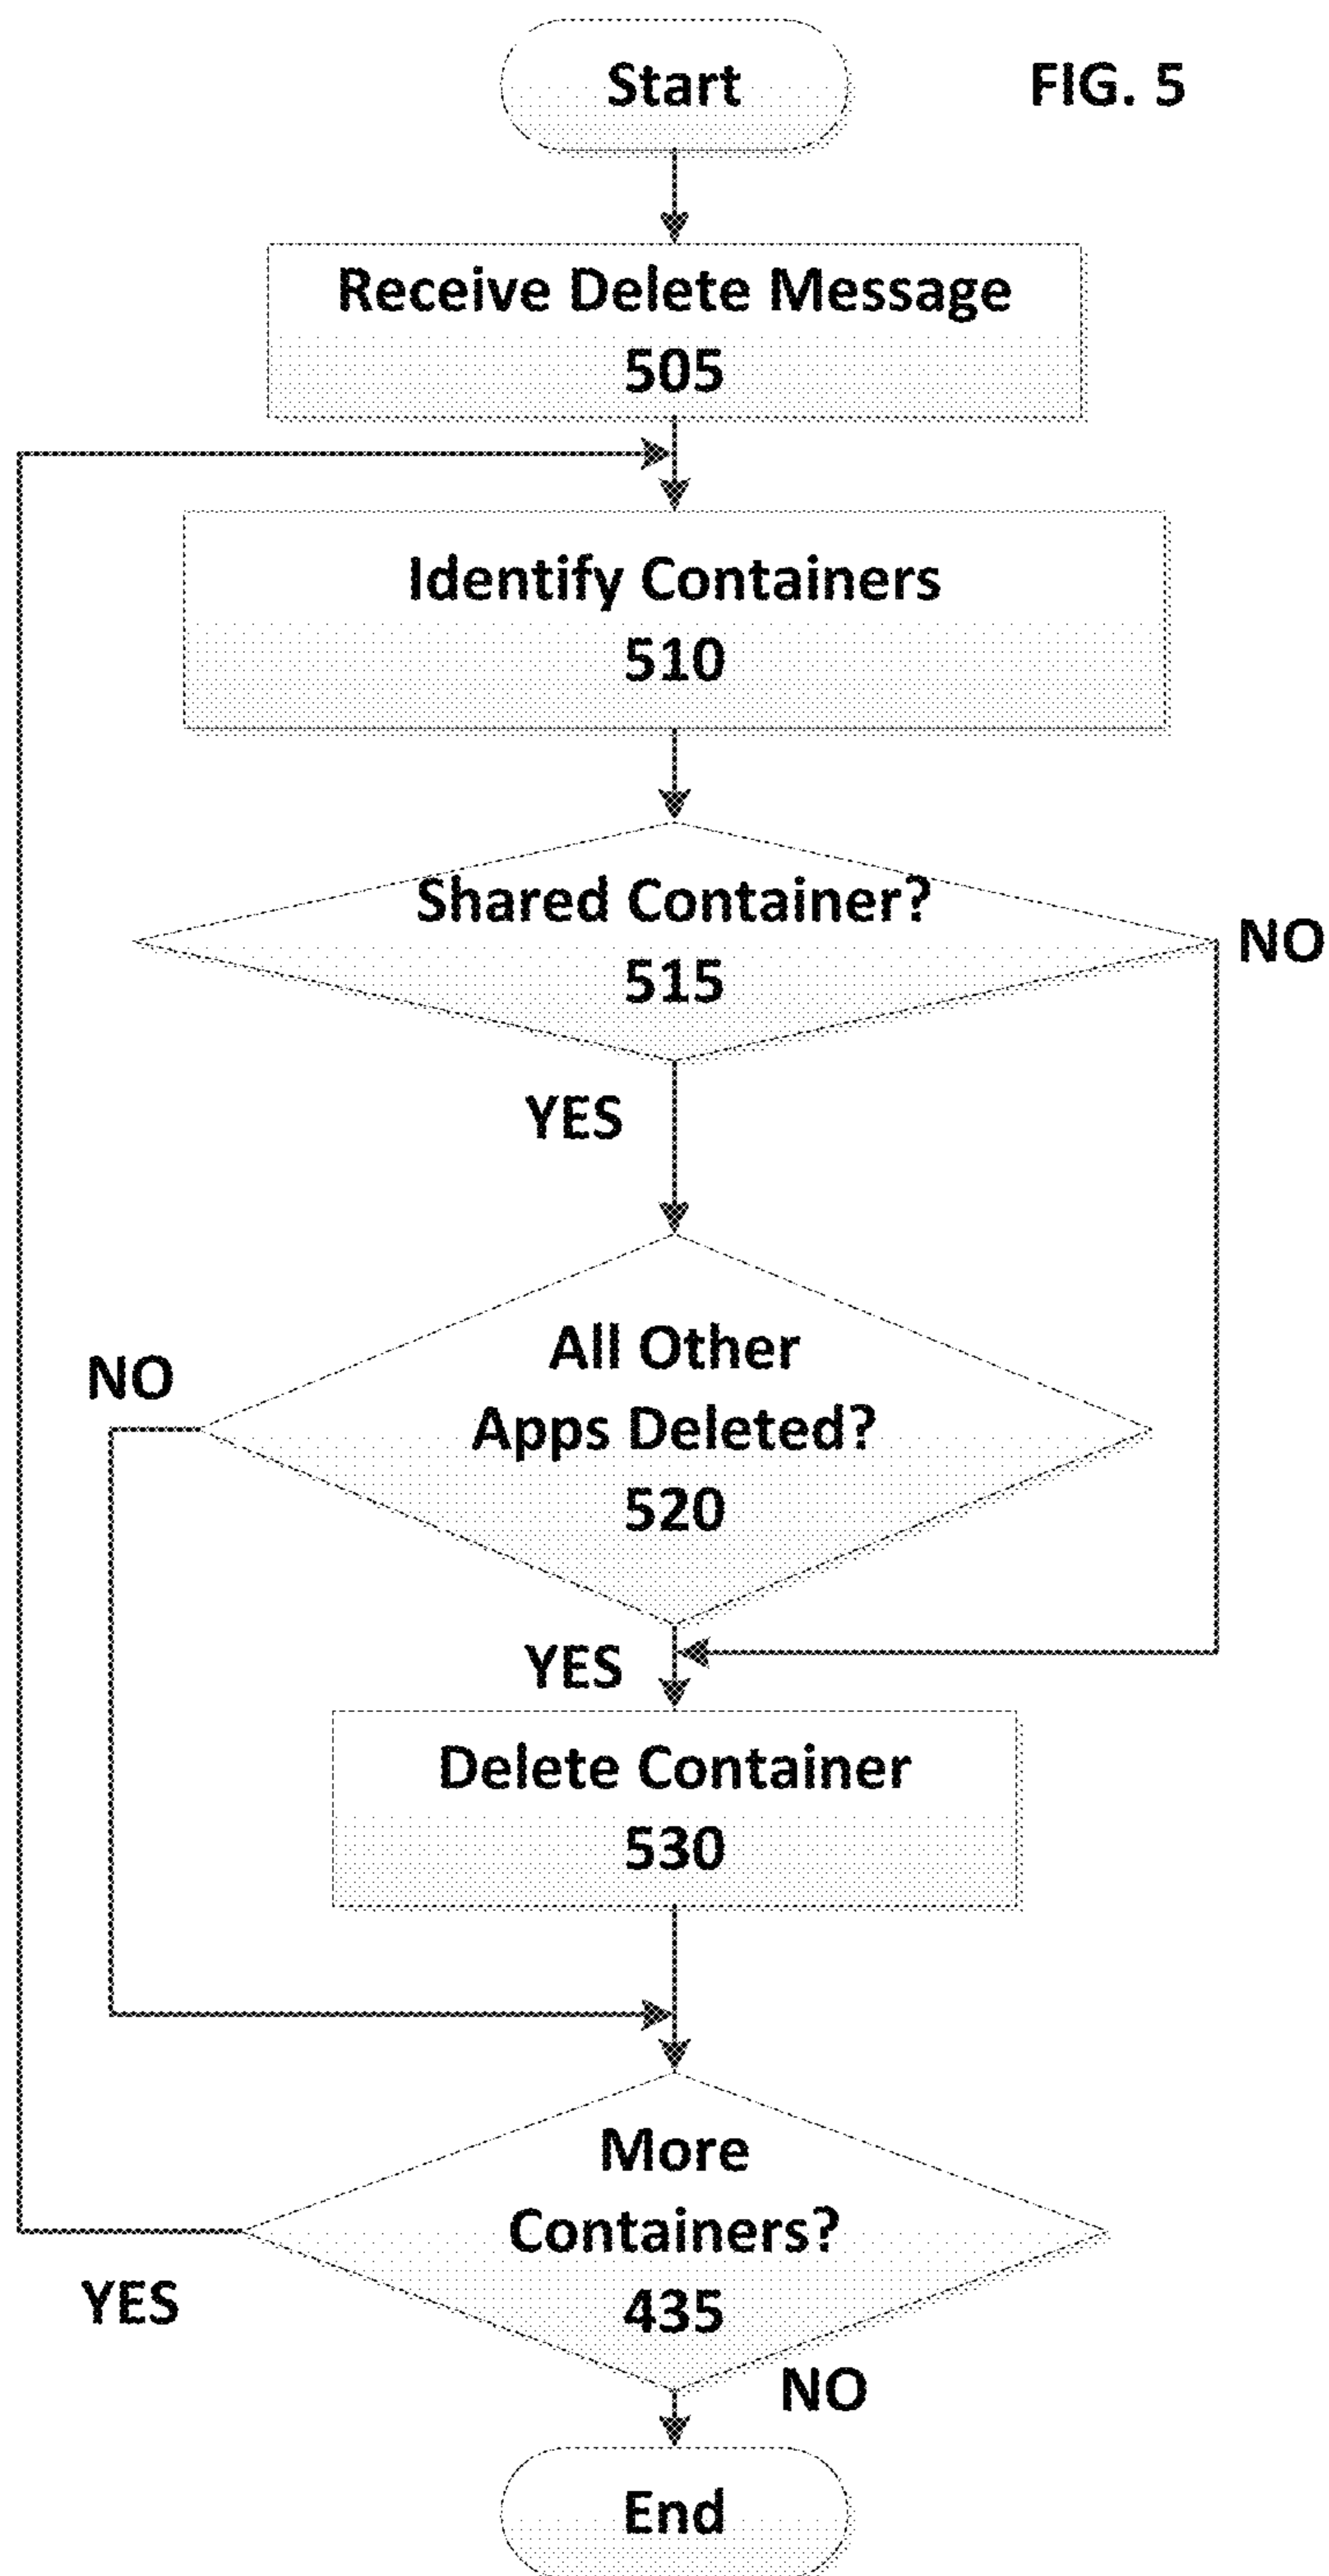 Start
FIG. 5
Receive Delete Message
505
Identify Containers
510
Shared Container?
515
NO
YES
All Other
Apps Deleted?
520
NO
YES
Delete Container
530
More
Containers?
435
YES
NO
End